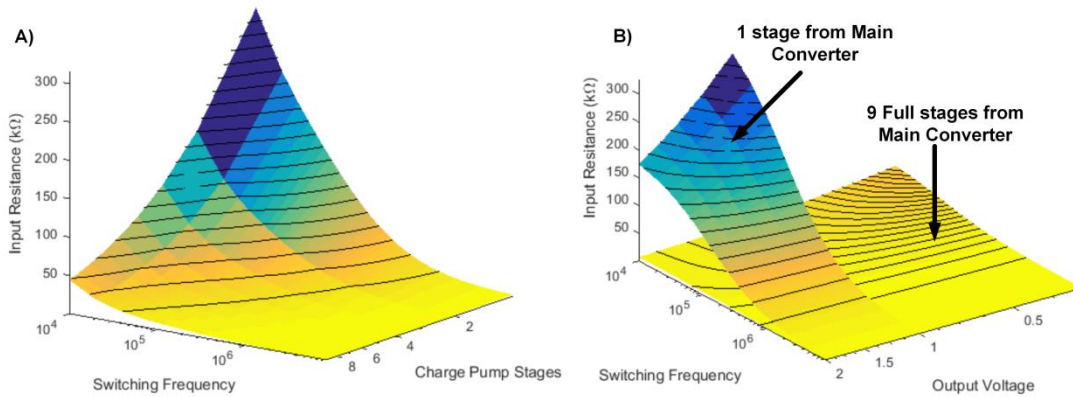 A)
Input Resitance (kΩ)
300
250
200
150
100
50
10^4
10^5
10^6
Switching Frequency
8
6
4
2
Charge Pump Stages
B)
1 stage from Main
Converter
9 Full stages from
Main Converter
Input Resitance (kΩ)
300
250
200
150
100
50
10^4
10^5
10^6
Switching Frequency
2
1.5
1
0.5
Output Voltage